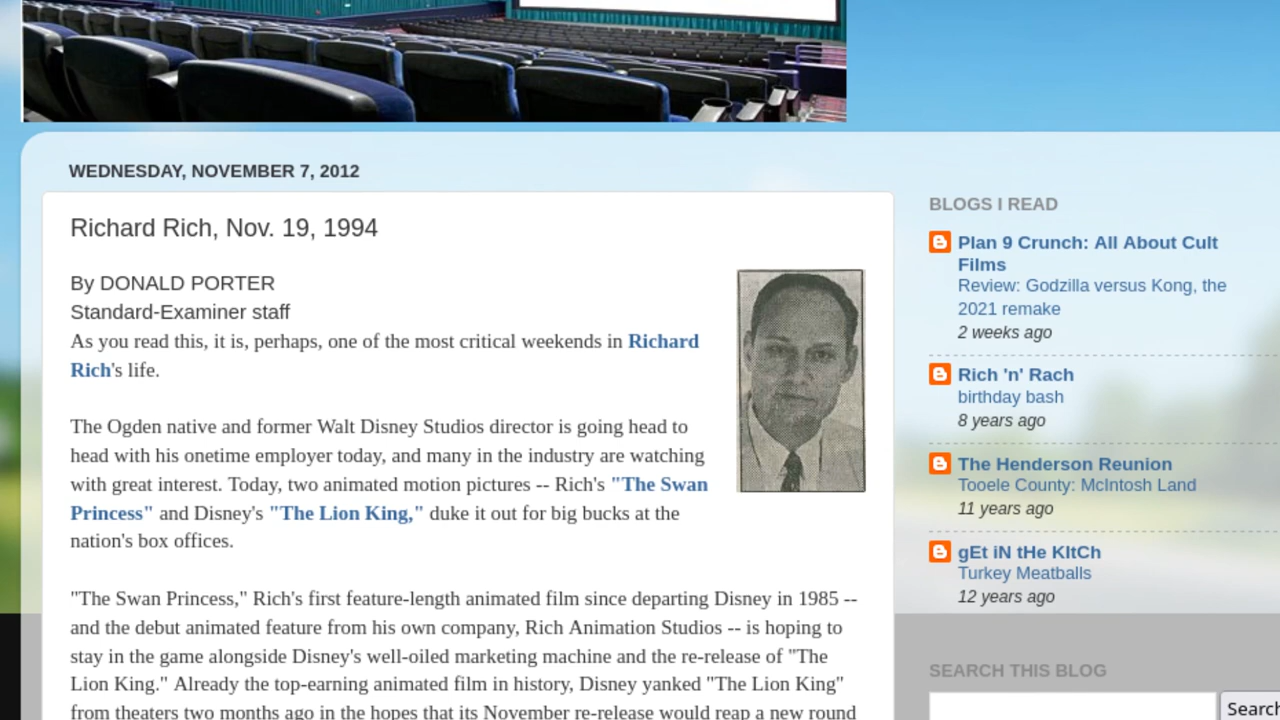 WEDNESDAY, NOVEMBER 7, 2012
Richard Rich, Nov. 19, 1994
By DONALD PORTER
Standard-Examiner staff
As you read this, it is, perhaps, one of the most critical weekends in Richard
Rich's life.
The Ogden native and former Walt Disney Studios director is going head to
head with his onetime employer today, and many in the industry are watching
with great interest. Today, two animated motion pictures -- Rich's "The Swan
Princess" and Disney's "The Lion King," duke it out for big bucks at the
nation's box offices.
"The Swan Princess," Rich's first feature-length animated film since departing Disney in 1985 --
and the debut animated feature from his own company, Rich Animation Studios -- is hoping to
stay in the game alongside Disney's well-oiled marketing machine and the re-release of "The
Lion King." Already the top-earning animated film in history, Disney yanked "The Lion King"
from theaters two months ago in the hopes that its November re-release would reap a new round
BLOGS I READ
Plan 9 Crunch: All About Cult
Films
Review: Godzilla versus Kong, the
2021 remake
2 weeks ago
Rich 'n' Rach
birthday bash
8 years ago
The Henderson Reunion
Tooele County: McIntosh Land
11 years ago
gEt iN tHe KItCh
Turkey Meatballs
12 years ago
SEARCH THIS BLOG
Search